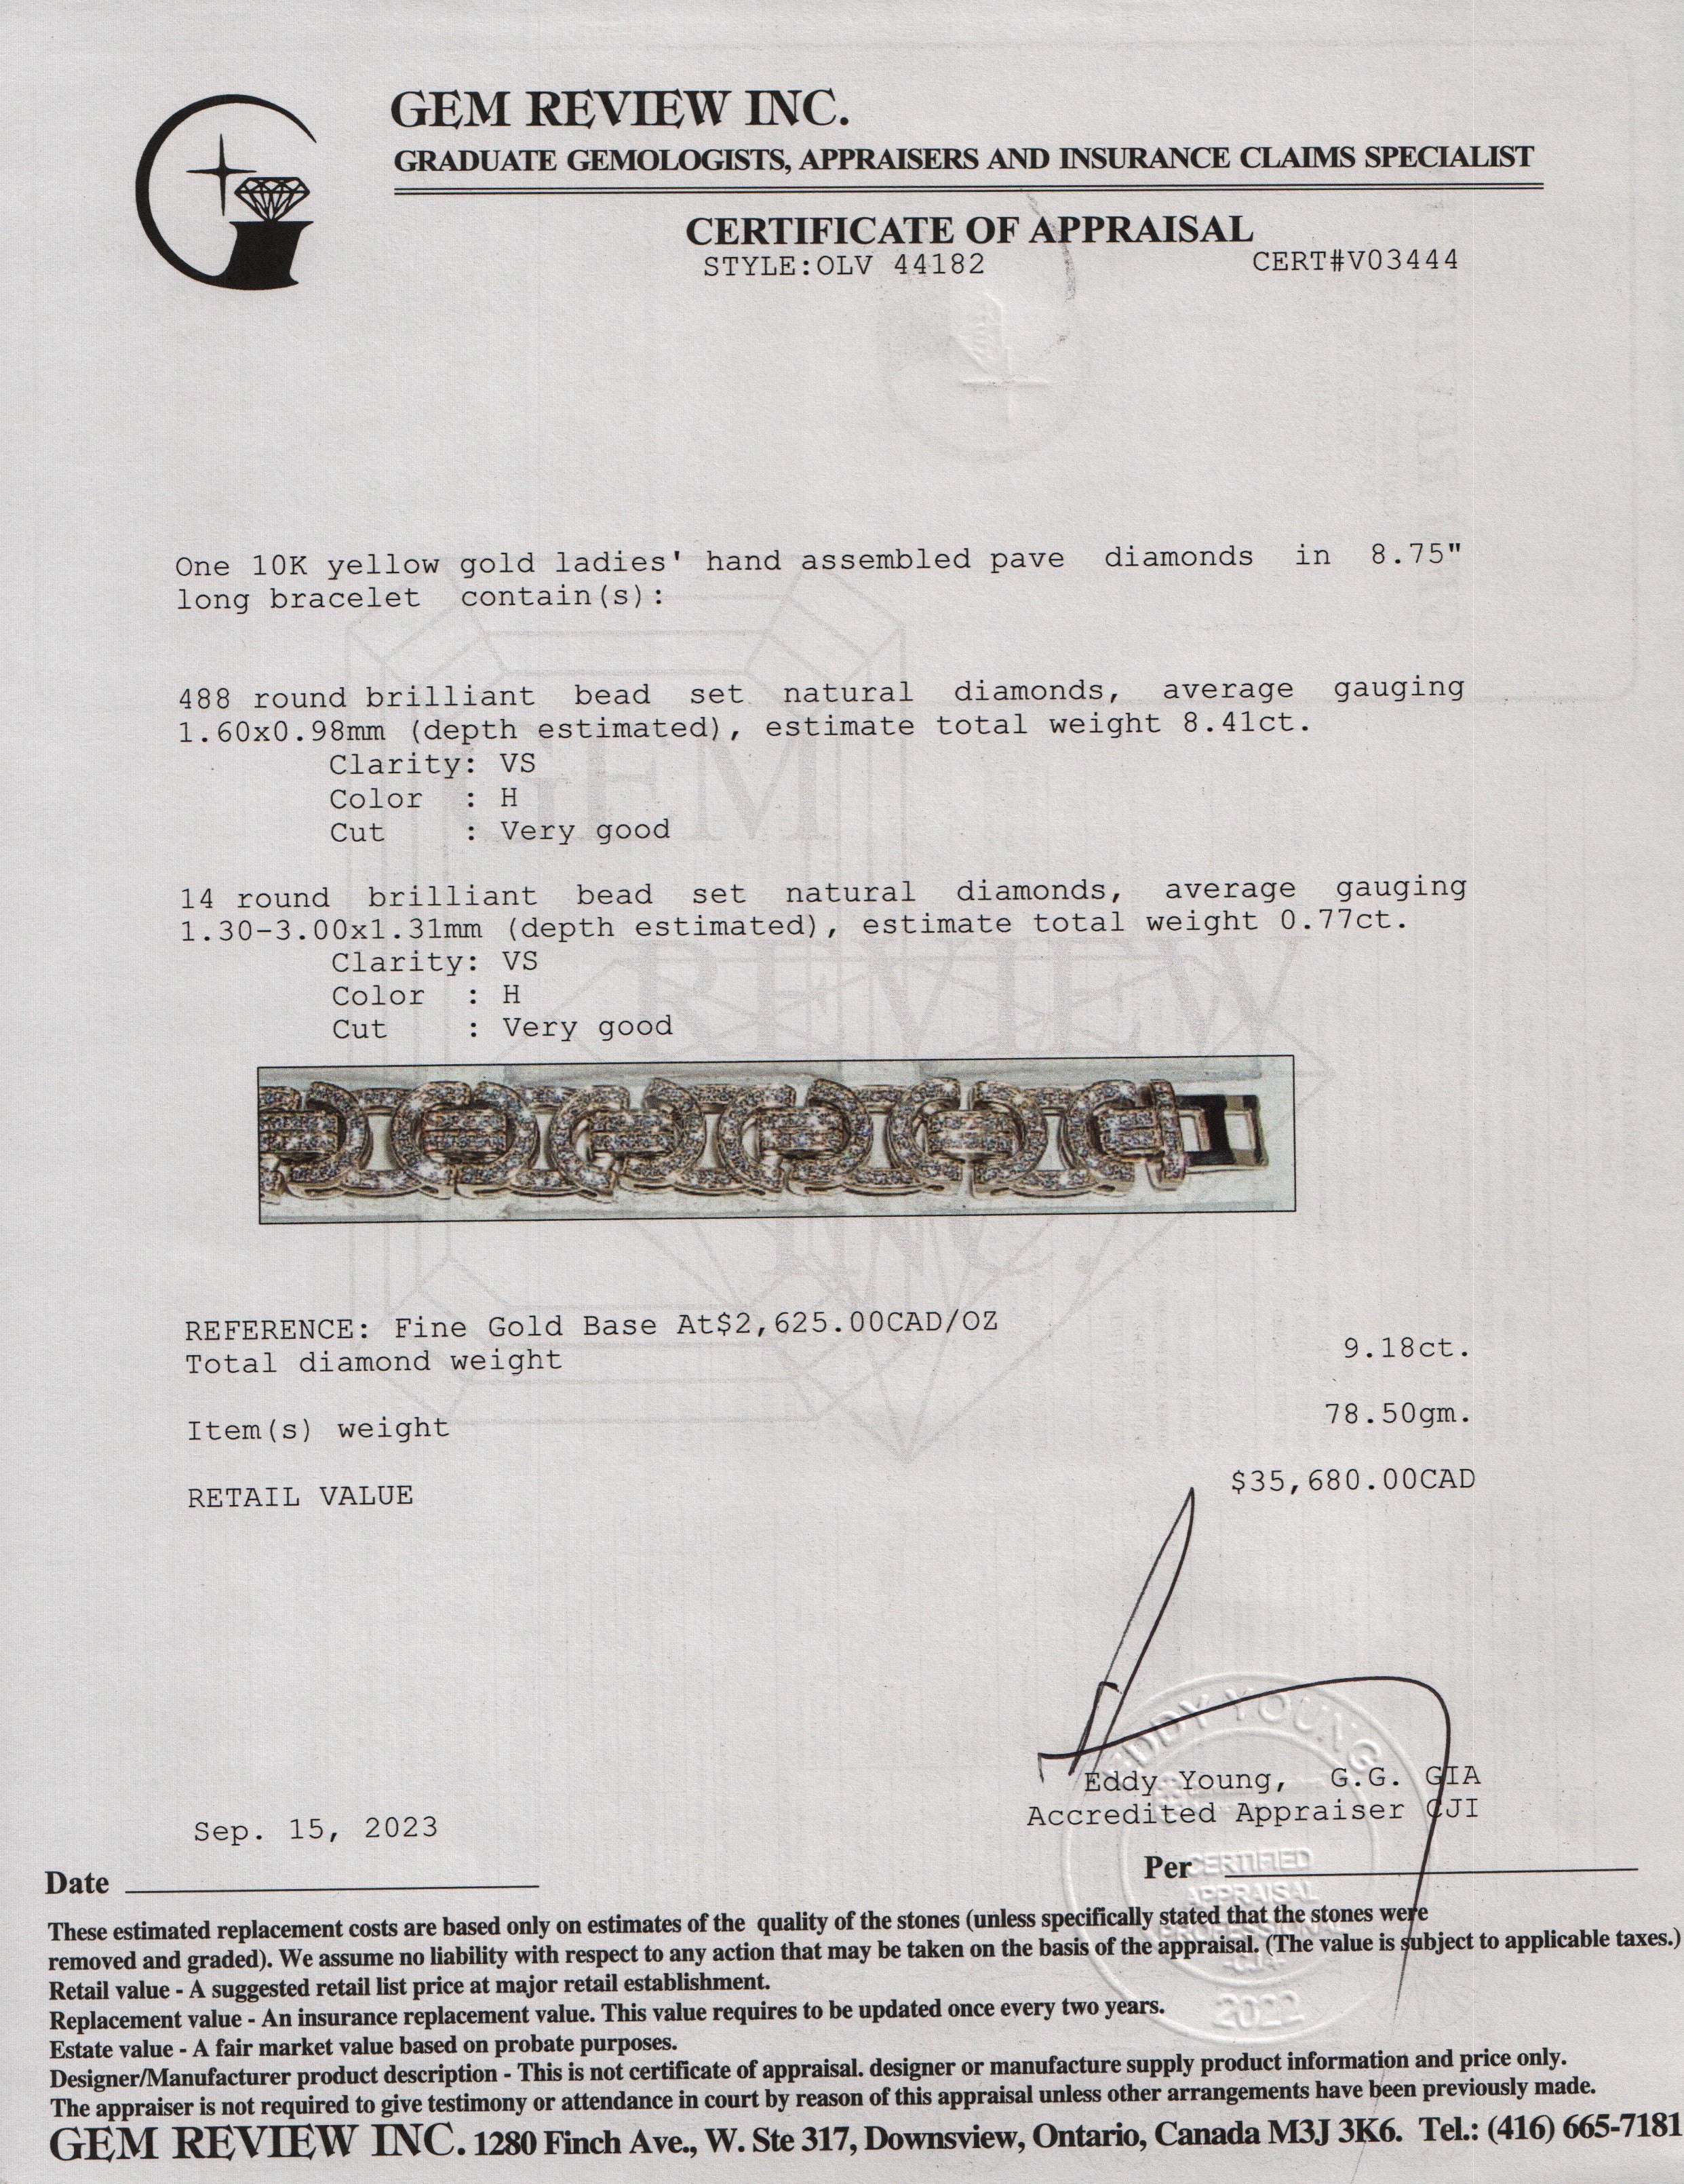 GEM REVIEW INC.
GRADUATE GEMOLOGISTS, APPRAISERS AND INSURANCE CLAIMS SPECIALIST
CERTIFICATE OF APPRAISAL
STYLE:OLV 44182 CERT#V03444
One 10K yellow gold ladies' hand assembled pave diamonds in 8.75"
long bracelet contain(s):
488 round brilliant bead set natural diamonds, average gauging
1.60x0.98mm (depth estimated), estimate total weight 8.41ct.
Clarity: VS
Color : H
Cut : Very good
14 round brilliant bead set natural diamonds, average gauging
1.30-3.00x1.31mm (depth estimated), estimate total weight 0.77ct.
Clarity: VS
Color : H
Cut : Very good
GEM
REVIEW
INC.
REFERENCE: Fine Gold Base At$2,625.00CAD/OZ
Total diamond weight 9.18ct.
Item(s) weight 78.50gm.
RETAIL VALUE $35,680.00CAD
EDDY YOUNG
Eddy Young, G.G. GIA
Accredited Appraiser CJI
Sep. 15, 2023
Date
Per
CERTIFIED
APPRAISAL
PROFESSIONAL
-CJA-
2022
These estimated replacement costs are based only on estimates of the quality of the stones (unless specifically stated that the stones were
removed and graded). We assume no liability with respect to any action that may be taken on the basis of the appraisal. (The value is subject to applicable taxes.)
Retail value - A suggested retail list price at major retail establishment.
Replacement value - An insurance replacement value. This value requires to be updated once every two years.
Estate value - A fair market value based on probate purposes.
Designer/Manufacturer product description - This is not certificate of appraisal. designer or manufacture supply product information and price only.
The appraiser is not required to give testimony or attendance in court by reason of this appraisal unless other arrangements have been previously made.
GEM REVIEW INC. 1280 Finch Ave., W. Ste 317, Downsview, Ontario, Canada M3J 3K6. Tel.: (416) 665-7181